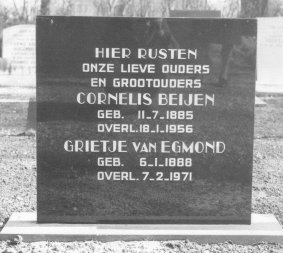 HIER RUSTEN
ONZE LIEVE OUDERS
EN GROOTOUDERS
CORNELIS BEIJEN
GEB. 11-7-1885
OVERL. 18-1-1956
GRIETJE VAN EGMOND
GEB. 6-1-1888
OVERL. 7-2-1971